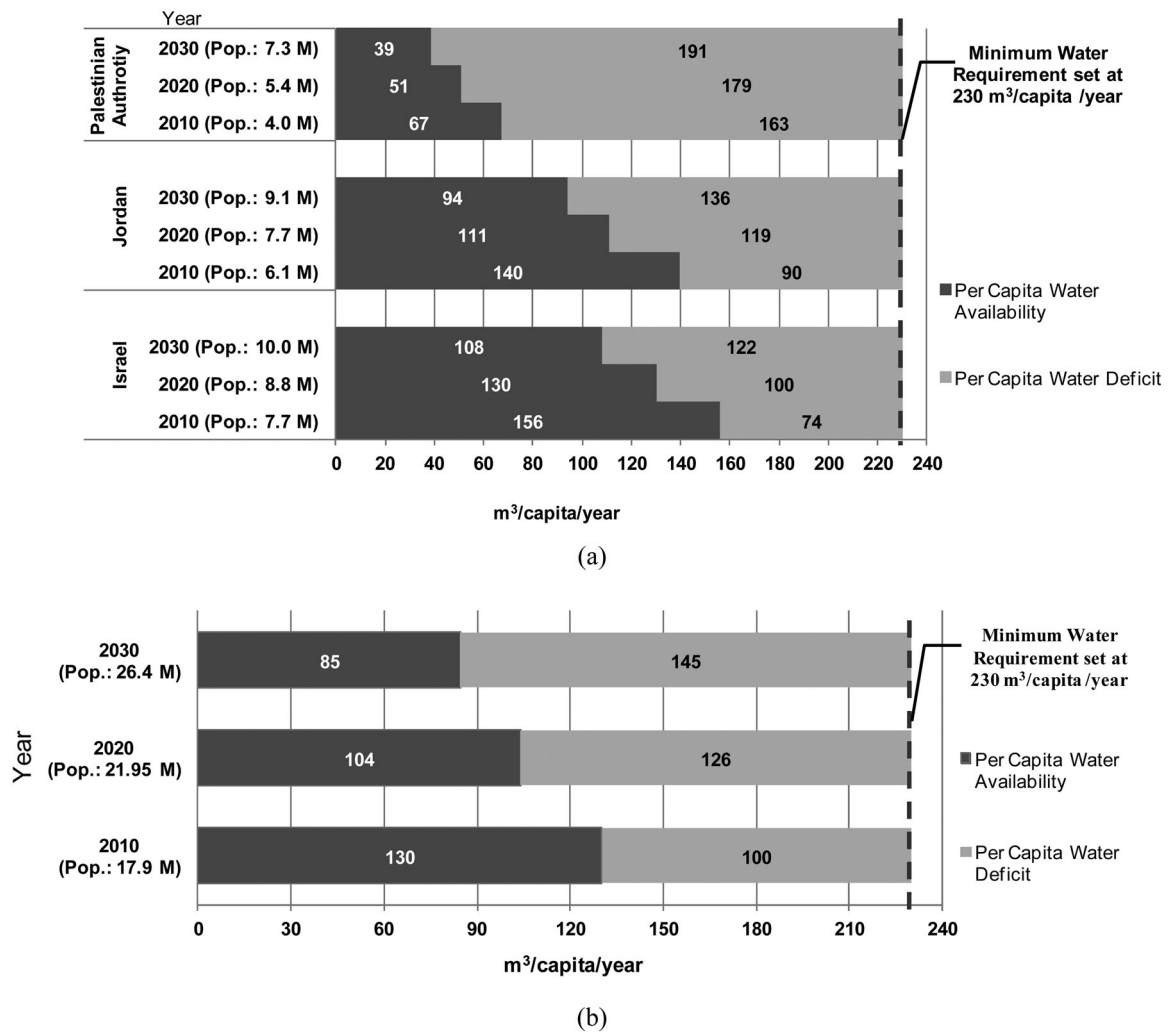 Year
Palestinian
Authrotiy
2030 (Pop.: 7.3 M)
39
191
2020 (Pop.: 5.4 M)
51
179
2010 (Pop.: 4.0 M)
67
163
Minimum Water
Requirement set at
230 m³/capita /year
Jordan
2030 (Pop.: 9.1 M)
94
136
2020 (Pop.: 7.7 M)
111
119
2010 (Pop.: 6.1 M)
140
90
Israel
2030 (Pop.: 10.0 M)
108
122
2020 (Pop.: 8.8 M)
130
100
2010 (Pop.: 7.7 M)
156
74
Per Capita Water
Availability
Per Capita Water Deficit
0 20 40 60 80 100 120 140 160 180 200 220 240
m³/capita/year
(a)
Year
2030
(Pop.: 26.4 M)
85
145
2020
(Pop.: 21.95 M)
104
126
2010
(Pop.: 17.9 M)
130
100
Minimum Water
Requirement set at
230 m³/capita /year
Per Capita Water
Availability
Per Capita Water
Deficit
0 30 60 90 120 150 180 210 240
m³/capita/year
(b)